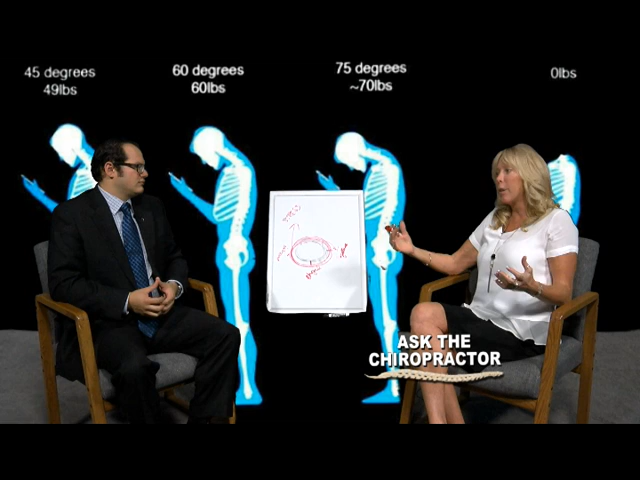 45 degrees
49lbs
60 degrees
60lbs
75 degrees
~70lbs
0lbs
ASK THE
CHIROPRACTOR